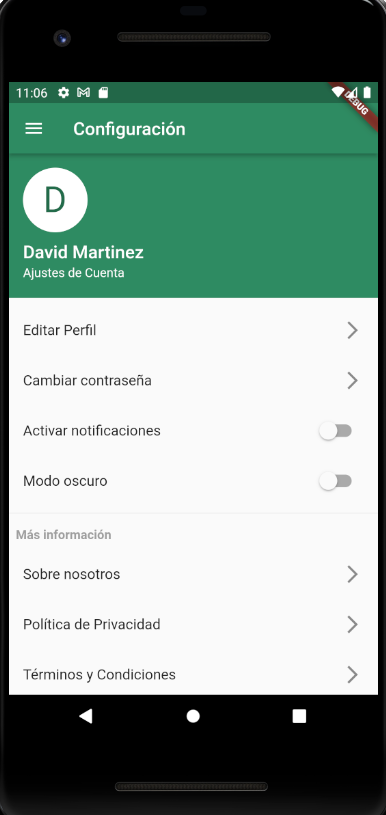 11:06
DEBUG
Configuración
D
David Martinez
Ajustes de Cuenta
Editar Perfil
Cambiar contraseña
Activar notificaciones
Modo oscuro
Más información
Sobre nosotros
Política de Privacidad
Términos y Condiciones